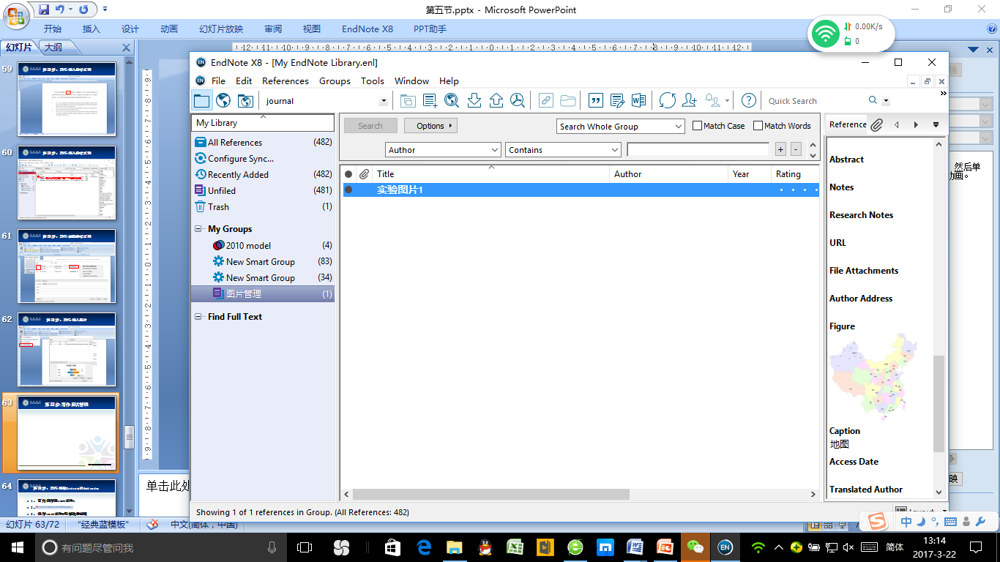 第五节.pptx - Microsoft PowerPoint
开始 插入 设计 动画 幻灯片放映 审阅 视图 EndNote X8 PPT助手
0.00K/s
0
幻灯片 大纲
59
60
61
62
63
64
EndNote X8 - [My EndNote Library.enl]
File Edit References Groups Tools Window Help
journal
Quick Search
My Library
All References (482)
Configure Sync...
Recently Added (482)
Unfiled (481)
Trash (1)
My Groups
2010 model (4)
New Smart Group (83)
New Smart Group (34)
图片管理 (1)
Find Full Text
Search Options Search Whole Group Match Case Match Words
Author Contains + -
Title Author Year Rating
实验图片1
Reference
Abstract
Notes
Research Notes
URL
File Attachments
Author Address
Figure
Caption
地图
Access Date
Translated Author
Showing 1 of 1 references in Group. (All References: 482)
然后单
动画。
单击此处
映
幻灯片 63/72 "经典蓝模板" 中文(简体，中国)
中
有问题尽管问我
简体
13:14
2017-3-22